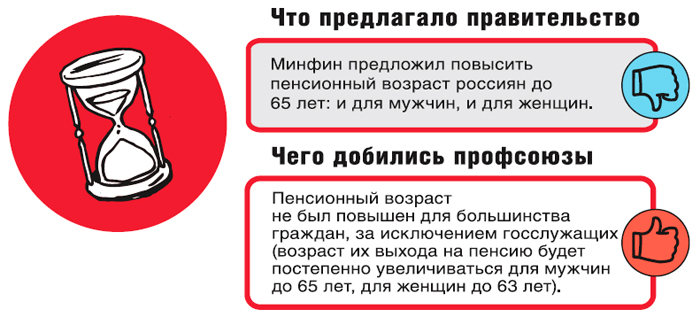 Что предлагало правительство
Минфин предложил повысить
пенсионный возраст россиян до
65 лет: и для мужчин, и для женщин.
Чего добились профсоюзы
Пенсионный возраст
не был повышен для большинства
граждан, за исключением госслужащих
(возраст их выхода на пенсию будет
постепенно увеличиваться для мужчин
до 65 лет, для женщин до 63 лет).